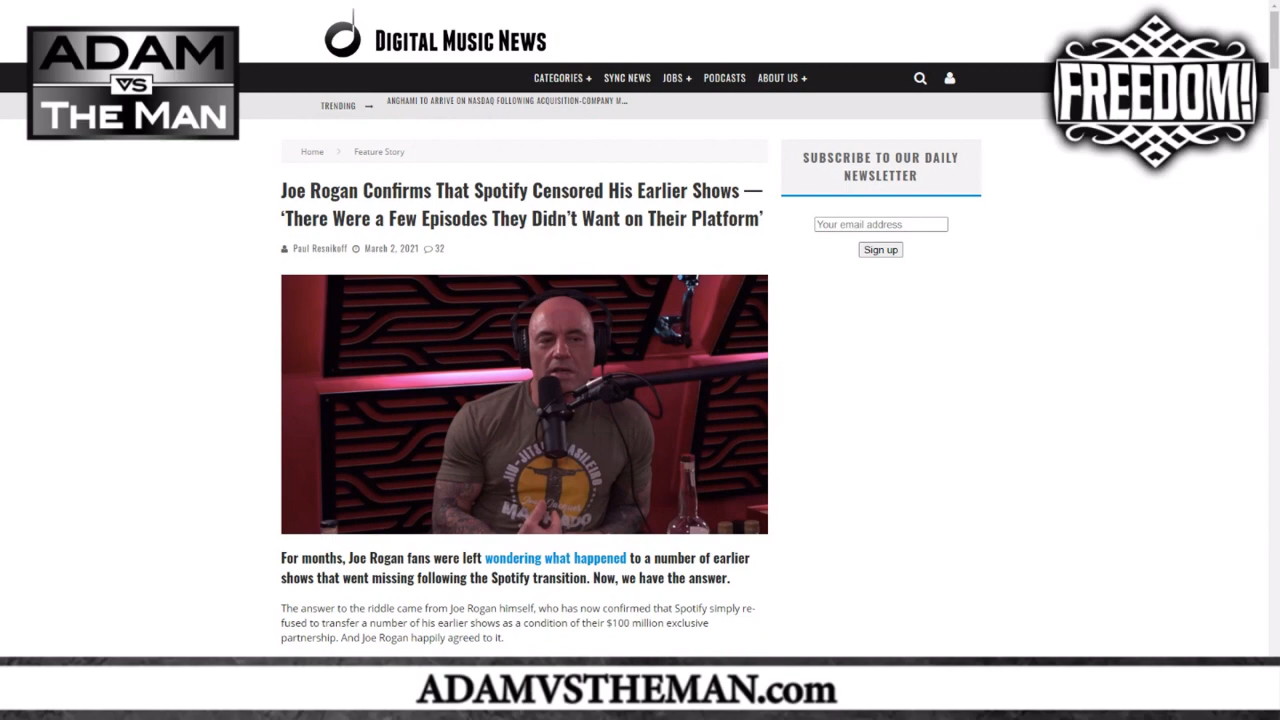 ADAM
VS
THE MAN
FREEDOM!
DIGITAL MUSIC NEWS
CATEGORIES + SYNC NEWS JOBS + PODCASTS ABOUT US +
TRENDING → ANGHAMI TO ARRIVE ON NASDAQ FOLLOWING ACQUISITION-COMPANY M...
Home > Feature Story
Joe Rogan Confirms That Spotify Censored His Earlier Shows —
‘There Were a Few Episodes They Didn’t Want on Their Platform’
Paul Resnikoff March 2, 2021 32
SUBSCRIBE TO OUR DAILY
NEWSLETTER
Your email address
Sign up
JIU-JITSU BRASILEIRO
For months, Joe Rogan fans were left wondering what happened to a number of earlier
shows that went missing following the Spotify transition. Now, we have the answer.
The answer to the riddle came from Joe Rogan himself, who has now confirmed that Spotify simply re-
fused to transfer a number of his earlier shows as a condition of their $100 million exclusive
partnership. And Joe Rogan happily agreed to it.
ADAMVSTHEMAN.com